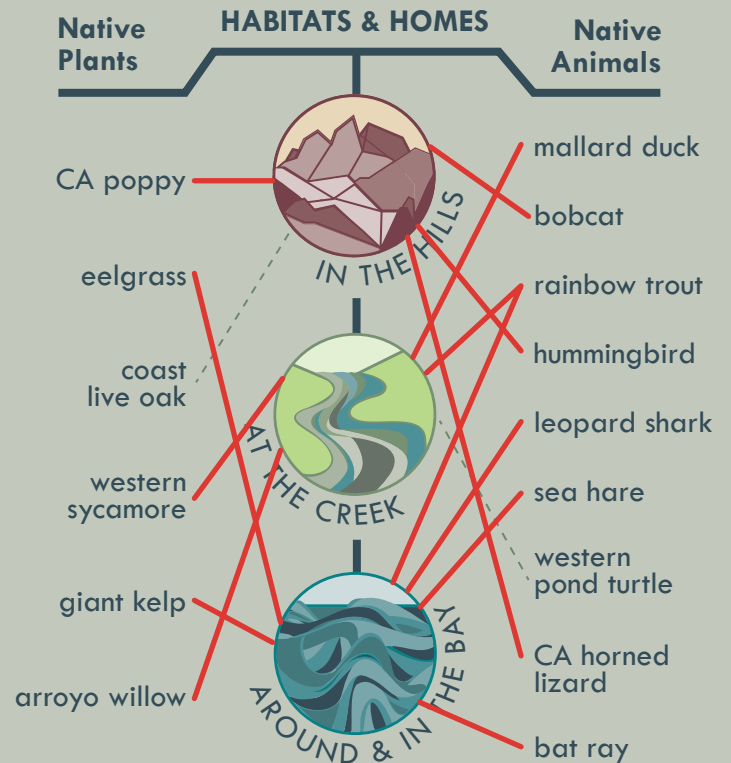 HABITATS & HOMES
Native
Plants
Native
Animals
CA poppy
eelgrass
coast
live oak
western
sycamore
giant kelp
arroyo willow
IN THE HILLS
AT THE CREEK
AROUND & IN THE BAY
mallard duck
bobcat
rainbow trout
hummingbird
leopard shark
sea hare
western
pond turtle
CA horned
lizard
bat ray